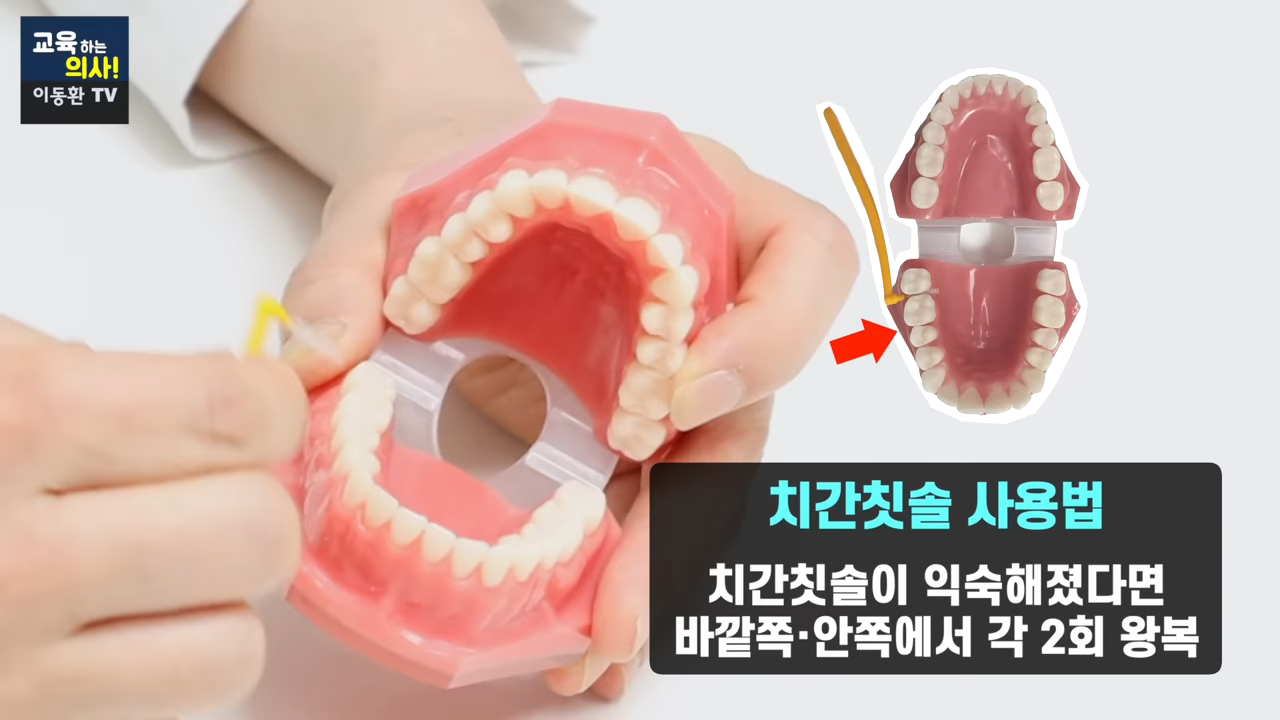 교육하는
의사!
이동환 TV
치간칫솔 사용법
치간칫솔이 익숙해졌다면
바깥쪽·안쪽에서 각 2회 왕복